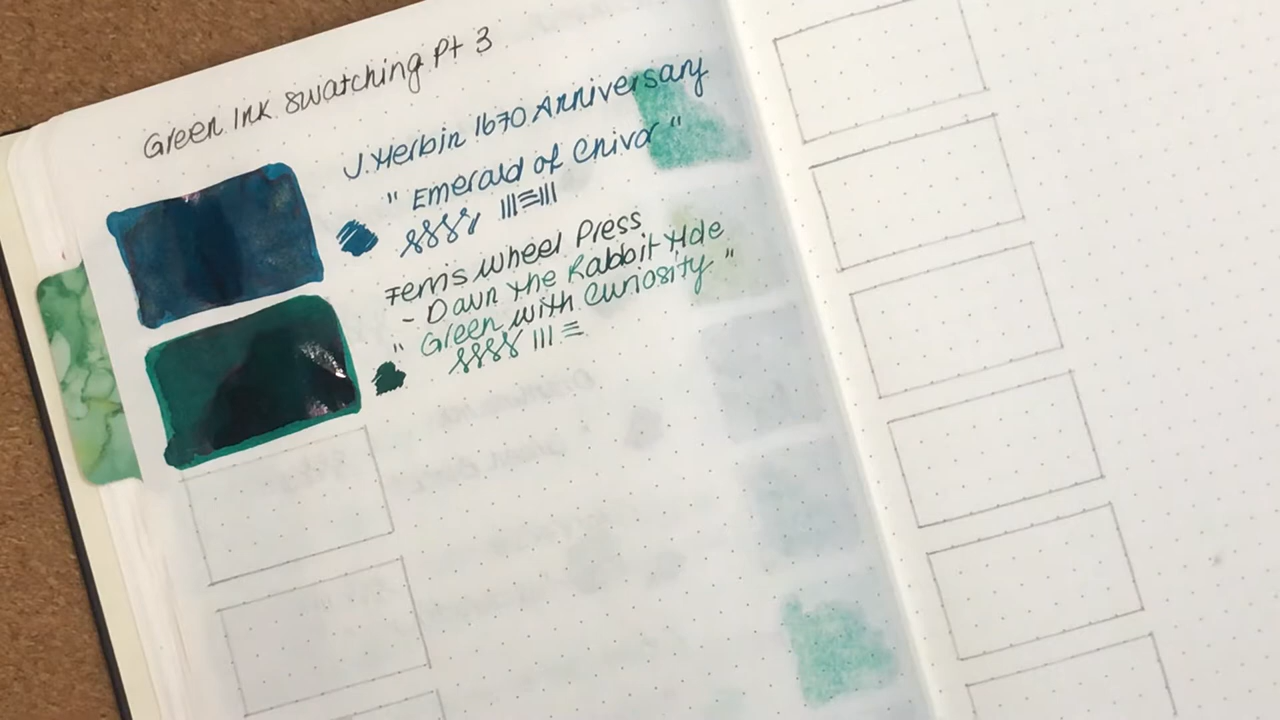 Green Ink Swatching Pt 3
J. Herbin 1670 Anniversary
" Emerald of Chivor "
Ferris Wheel Press
- Down the Rabbit Hole
" Green with Curiosity "